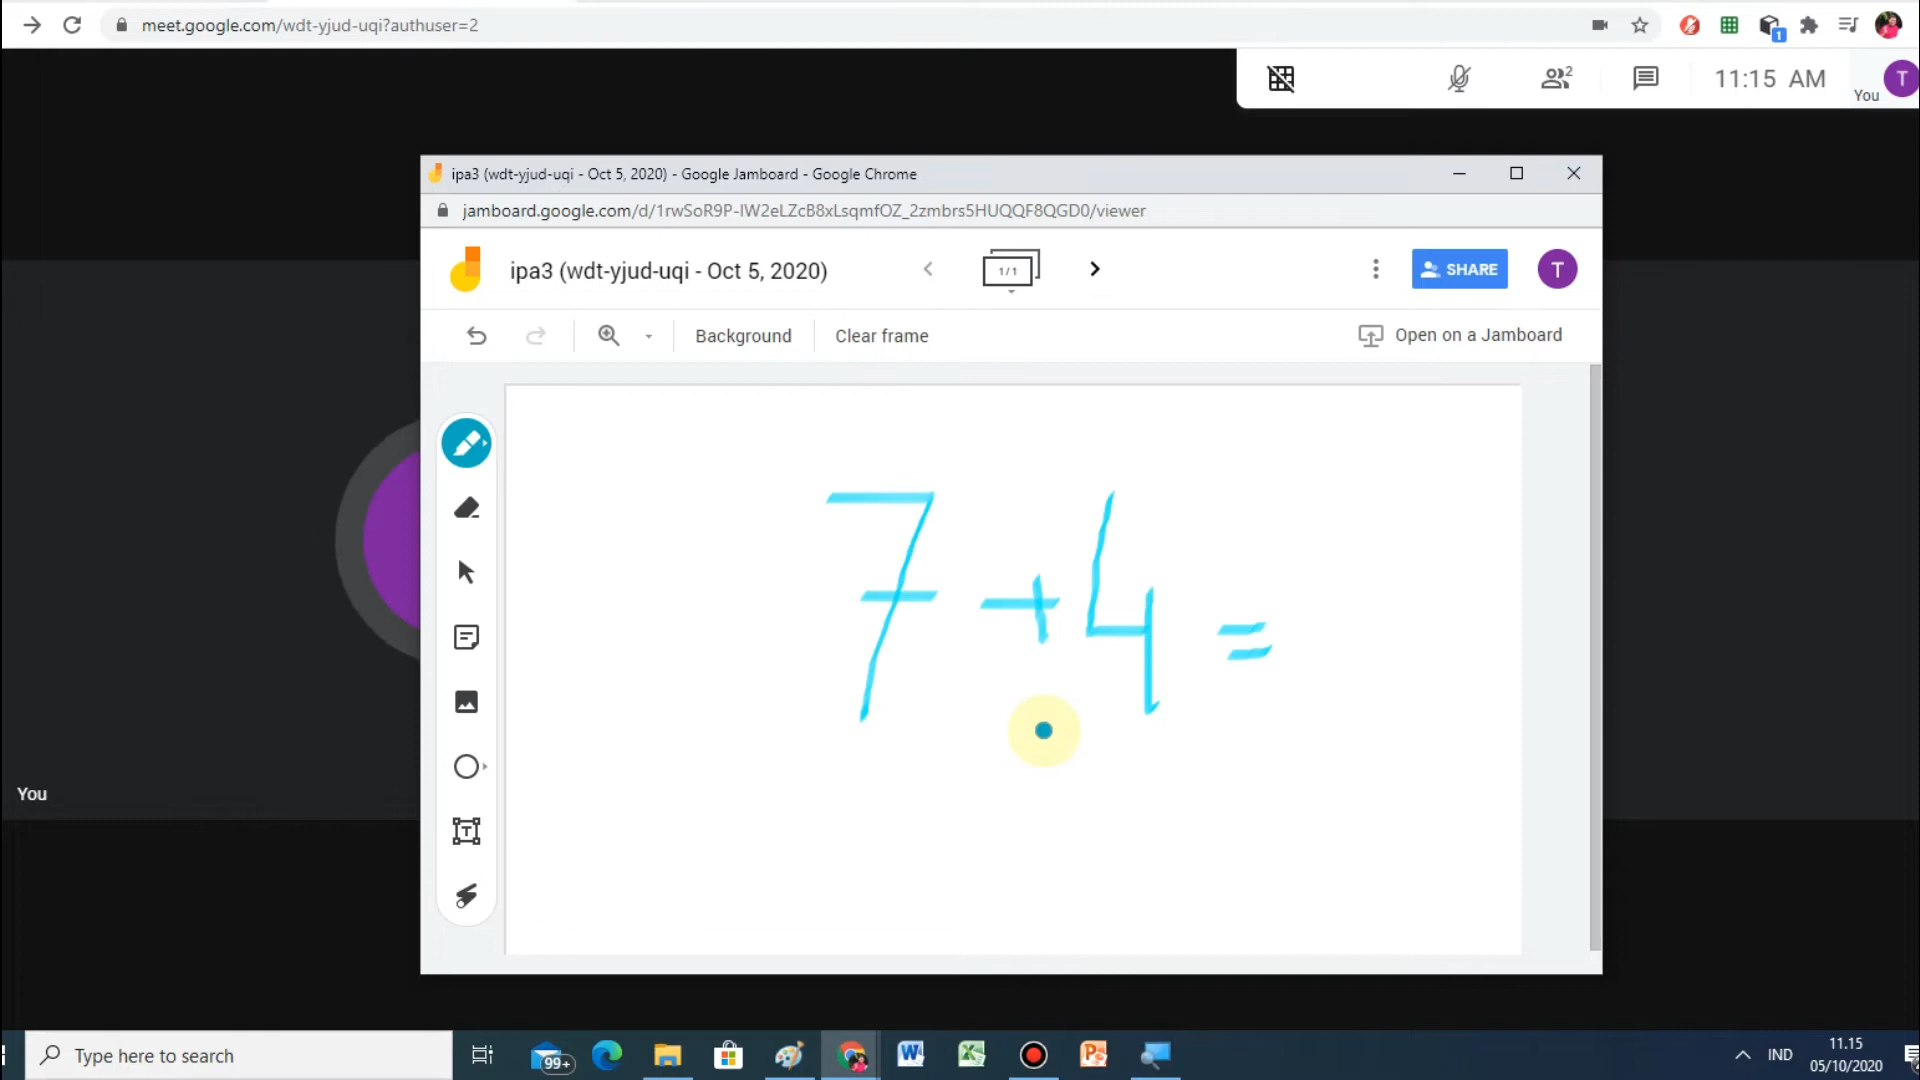 meet.google.com/wdt-yjud-uqi?authuser=2
1
2
11:15 AM
You
T
ipa3 (wdt-yjud-uqi - Oct 5, 2020) - Google Jamboard - Google Chrome
jamboard.google.com/d/1rwSoR9P-IW2eLZcB8xLsqmfOZ_2zmbrs5HUQQF8QGD0/viewer
ipa3 (wdt-yjud-uqi - Oct 5, 2020)
1/1
SHARE
T
Background
Clear frame
Open on a Jamboard
7+4=
You
Type here to search
99+
IND
11.15
05/10/2020